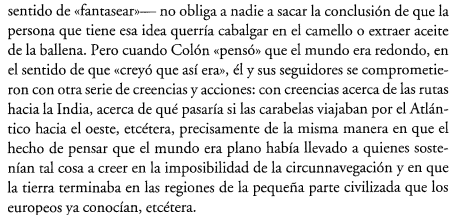 sentido de «fantasear»— no obliga a nadie a sacar la conclusión de que la
persona que tiene esa idea querría cabalgar en el camello o extraer aceite
de la ballena. Pero cuando Colón «pensó» que el mundo era redondo, en
el sentido de que «creyó que así era», él y sus seguidores se comprometie-
ron con otra serie de creencias y acciones: con creencias acerca de las rutas
hacia la India, acerca de qué pasaría si las carabelas viajaban por el Atlán-
tico hacia el oeste, etcétera, precisamente de la misma manera en que el
hecho de pensar que el mundo era plano había llevado a quienes soste-
nían tal cosa a creer en la imposibilidad de la circunnavegación y en que
la tierra terminaba en las regiones de la pequeña parte civilizada que los
europeos ya conocían, etcétera.